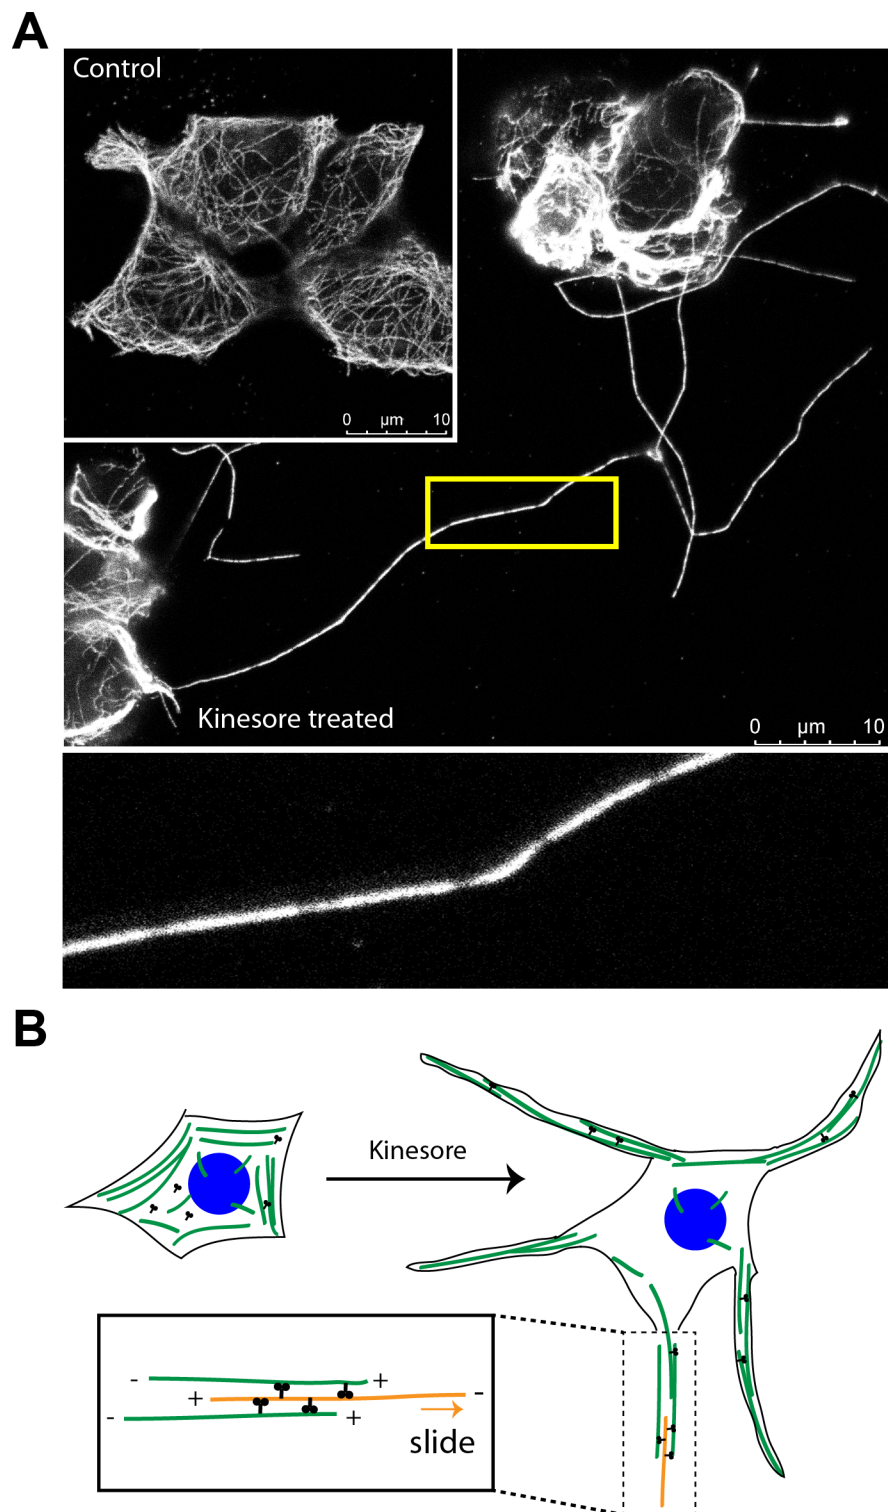 A
Control
0 µm 10
Kinesore treated
0 µm 10
B
Kinesore
- +
+ -
- +
slide